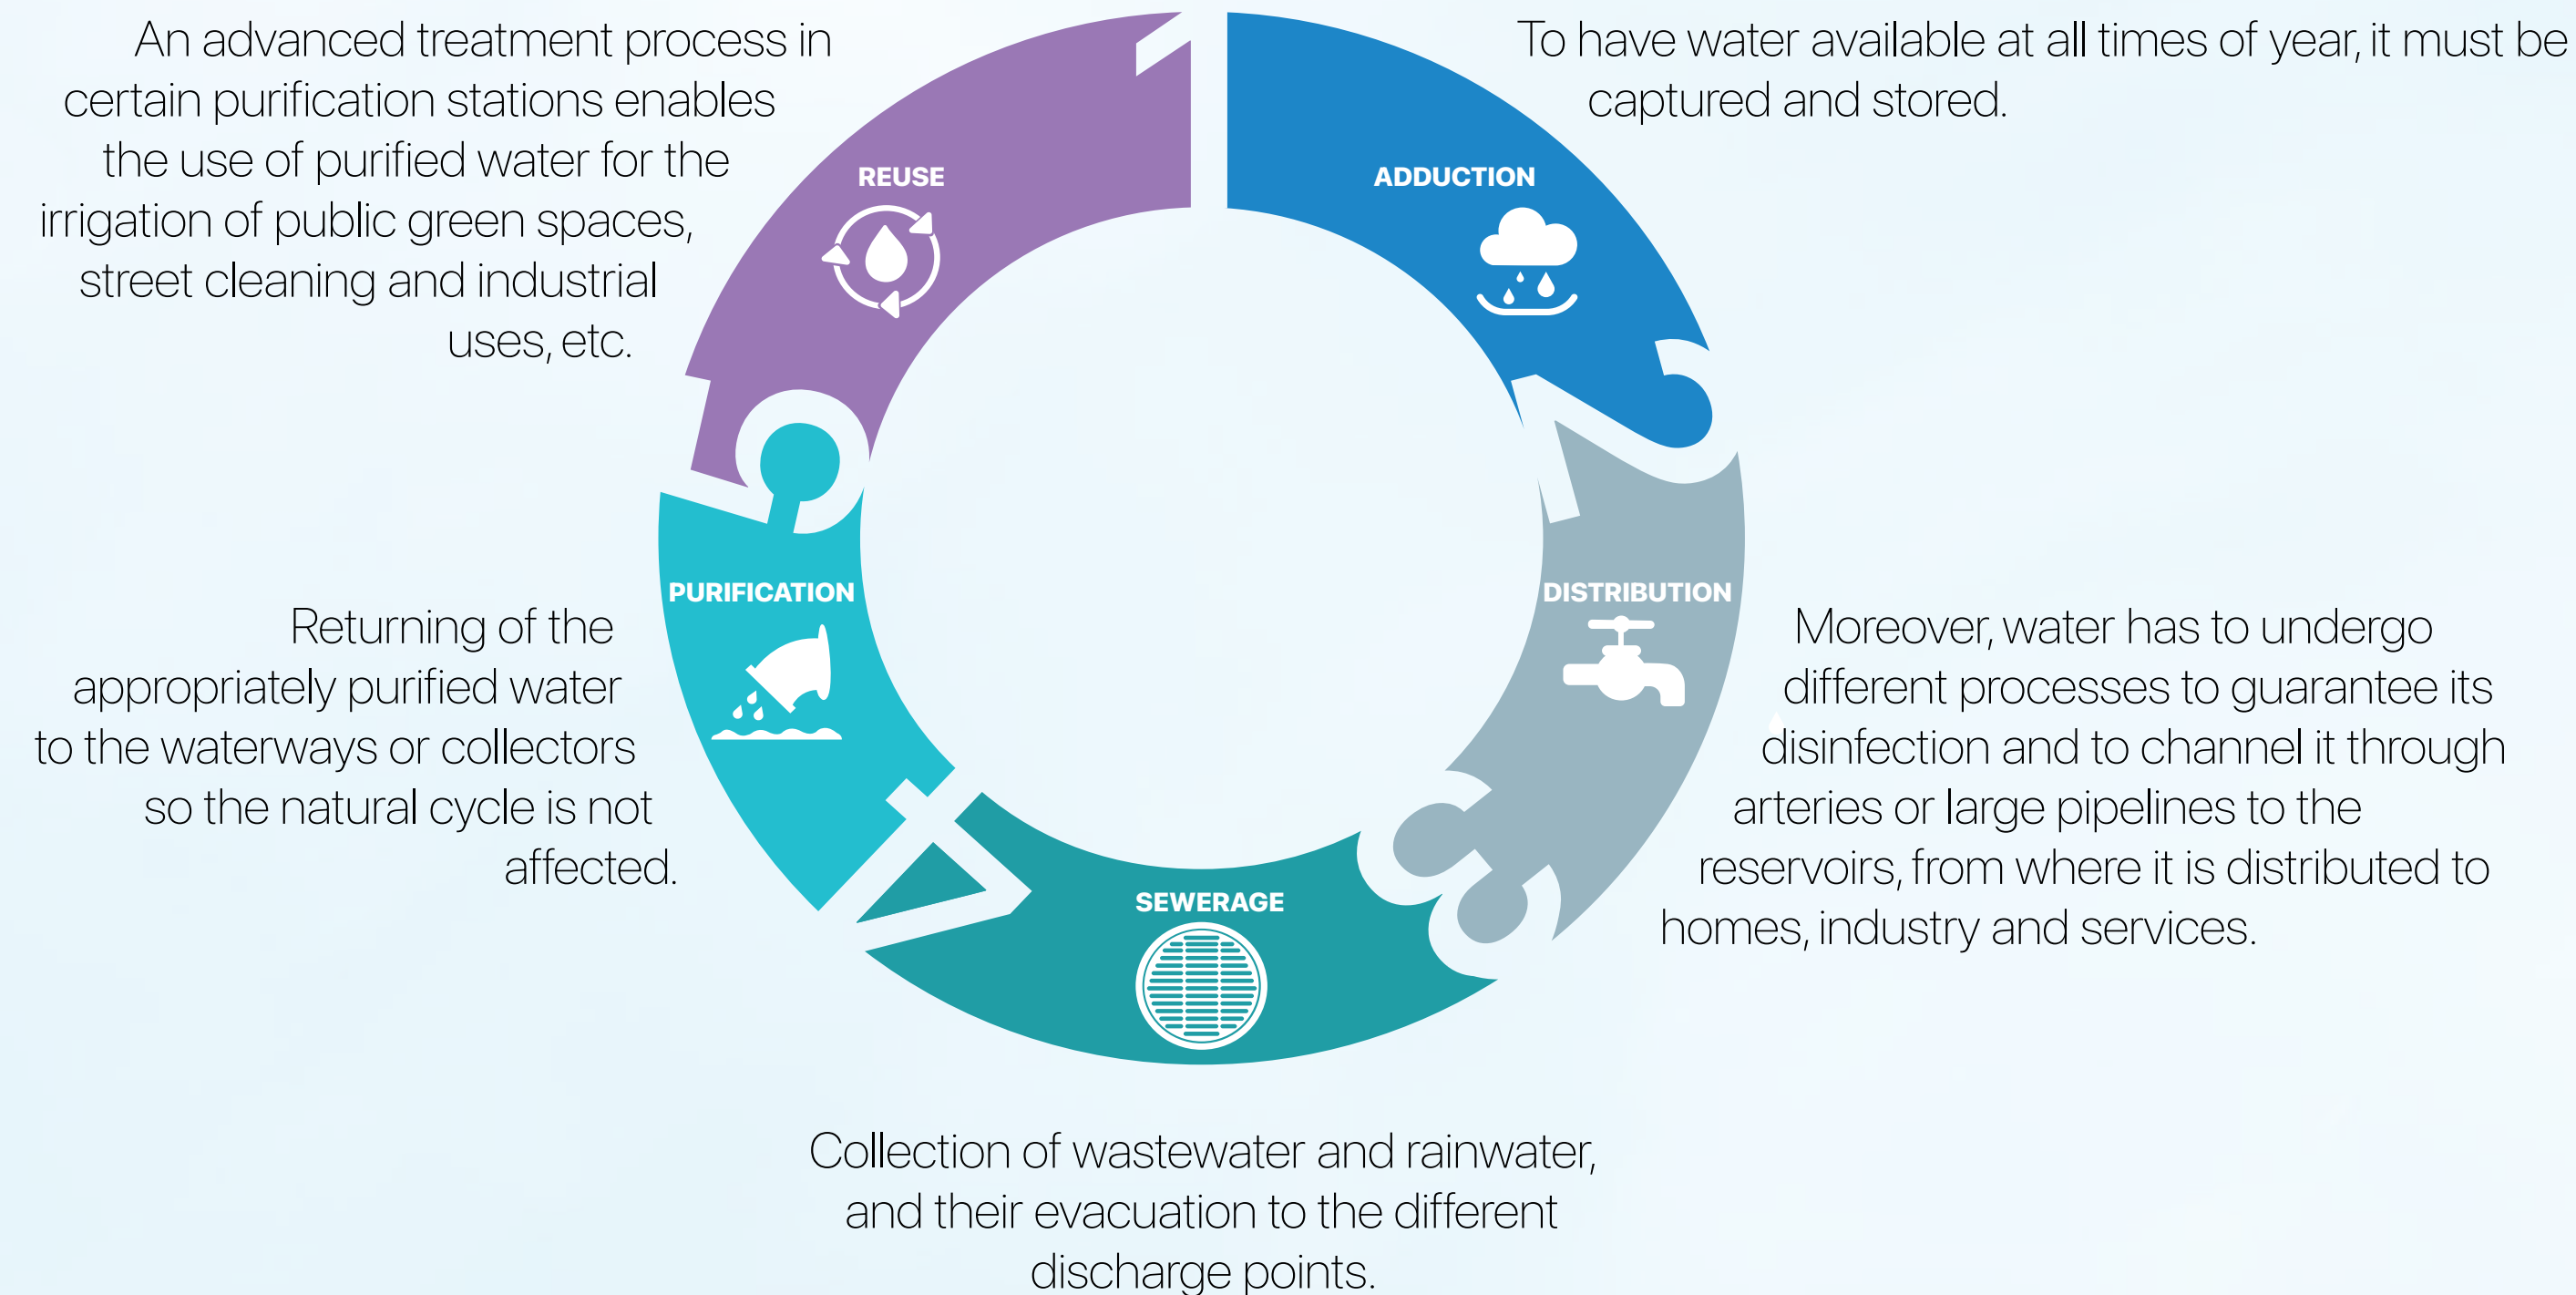 1
ADDUCTION
To have water available at all times of year, it must be
captured and stored.
2
DISTRIBUTION
Moreover, water has to undergo
different processes to guarantee its
disinfection and to channel it through
arteries or large pipelines to the
reservoirs, from where it is distributed to
homes, industry and services.
3
SEWERAGE
Collection of wastewater and rainwater,
and their evacuation to the different
discharge points.
4
PURIFICATION
Returning of the
appropriately purified water
to the waterways or collectors
so the natural cycle is not
affected.
5
REUSE
An advanced treatment process in
certain purification stations enables
the use of purified water for the
irrigation of public green spaces,
street cleaning and industrial
uses, etc.